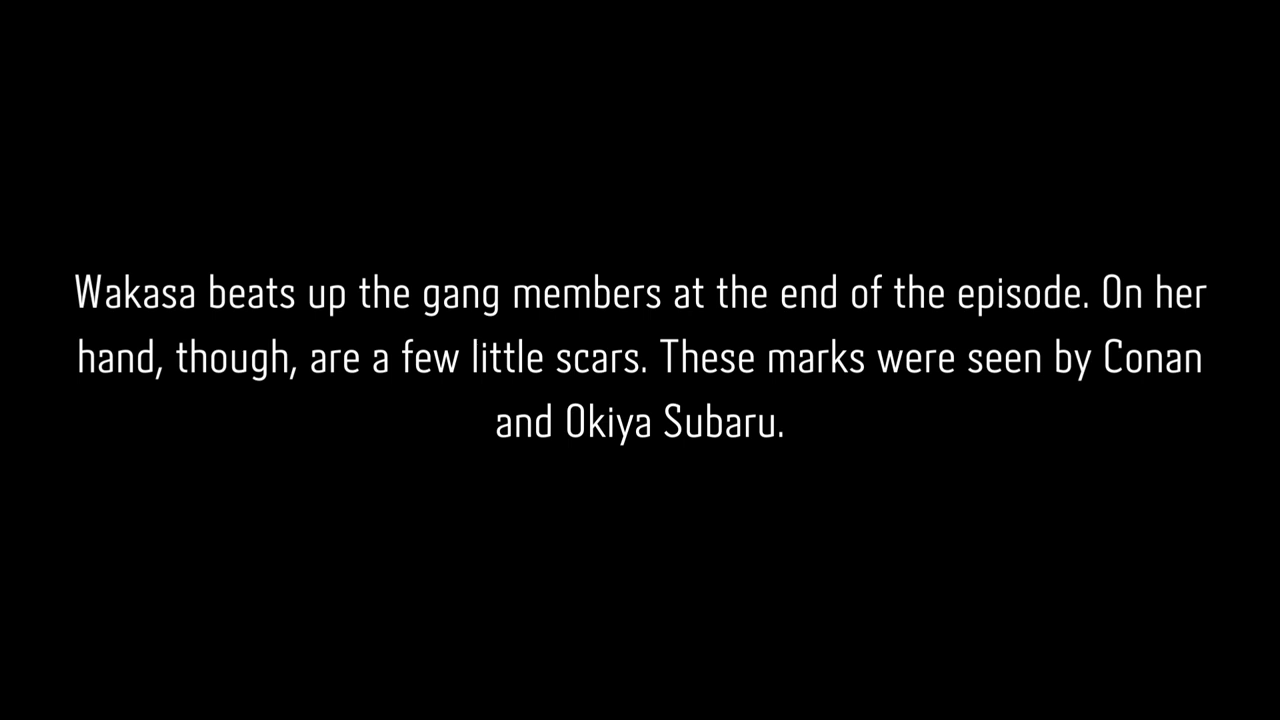 Wakasa beats up the gang members at the end of the episode. On her
hand, though, are a few little scars. These marks were seen by Conan
and Okiya Subaru.